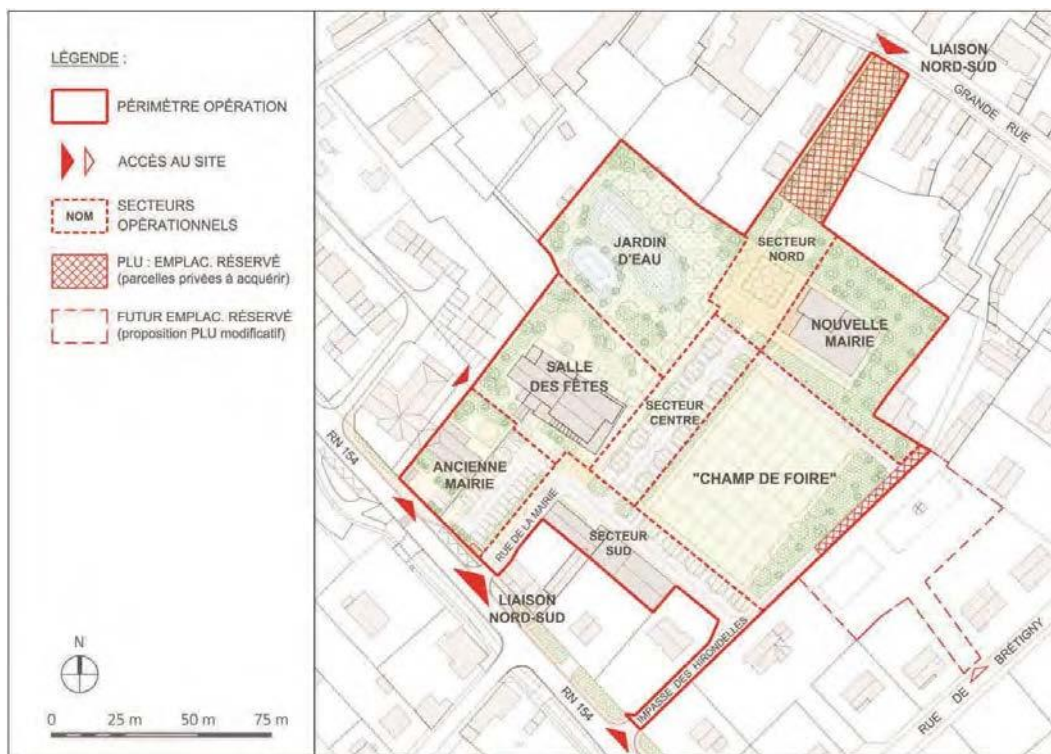 LÉGENDE :
PÉRIMÈTRE OPÉRATION
ACCÈS AU SITE
NOM
SECTEURS
OPÉRATIONNELS
PLU : EMPLAC. RÉSERVÉ
(parcelles privées à acquérir)
FUTUR EMPLAC. RÉSERVÉ
(proposition PLU modificatif)
N
0 25 m 50 m 75 m
LIAISON
NORD-SUD
GRANDE RUE
JARDIN
D'EAU
SECTEUR
NORD
NOUVELLE
MAIRIE
SALLE
DES FÊTES
SECTEUR
CENTRE
RN 154
ANCIENNE
MAIRIE
"CHAMP DE FOIRE"
RUE DE LA MAIRIE
SECTEUR
SUD
LIAISON
NORD-SUD
IMPASSE DES HIRONDELLES
RUE DE BRÉTIGNY
RN 154